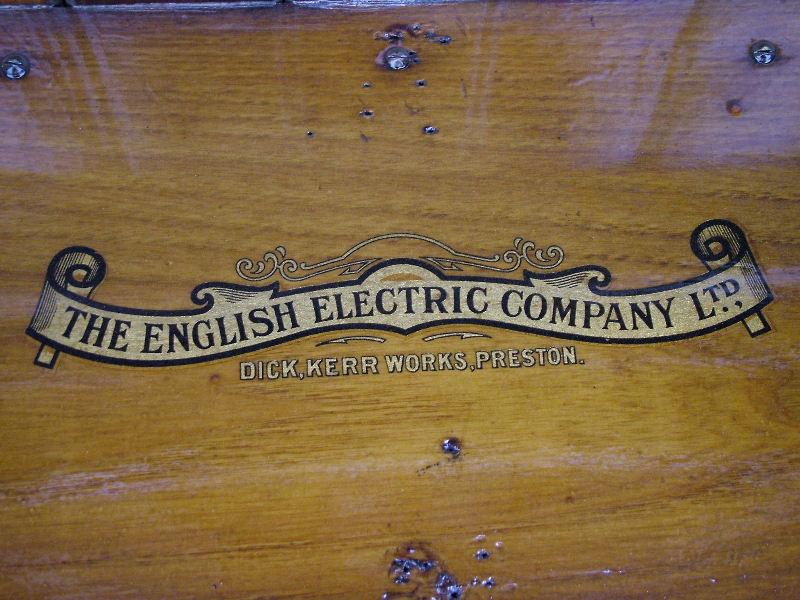 THE ENGLISH ELECTRIC COMPANY LTD.,
DICK, KERR WORKS, PRESTON.